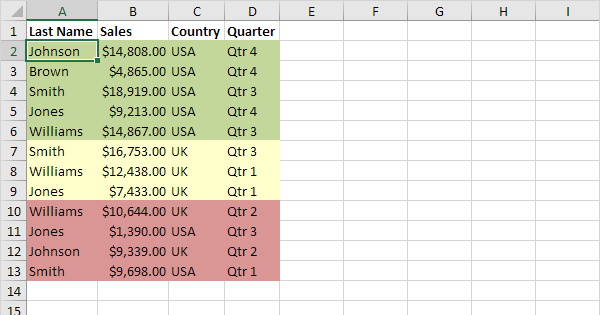 A B C D E F G H I
1 Last Name Sales Country Quarter
2 Johnson $14,808.00 USA Qtr 4
3 Brown $4,865.00 USA Qtr 4
4 Smith $18,919.00 USA Qtr 3
5 Jones $9,213.00 USA Qtr 4
6 Williams $14,867.00 USA Qtr 3
7 Smith $16,753.00 UK Qtr 3
8 Williams $12,438.00 UK Qtr 1
9 Jones $7,433.00 UK Qtr 1
10 Williams $10,644.00 UK Qtr 2
11 Jones $1,390.00 USA Qtr 3
12 Johnson $9,339.00 UK Qtr 2
13 Smith $9,698.00 USA Qtr 1
14
15